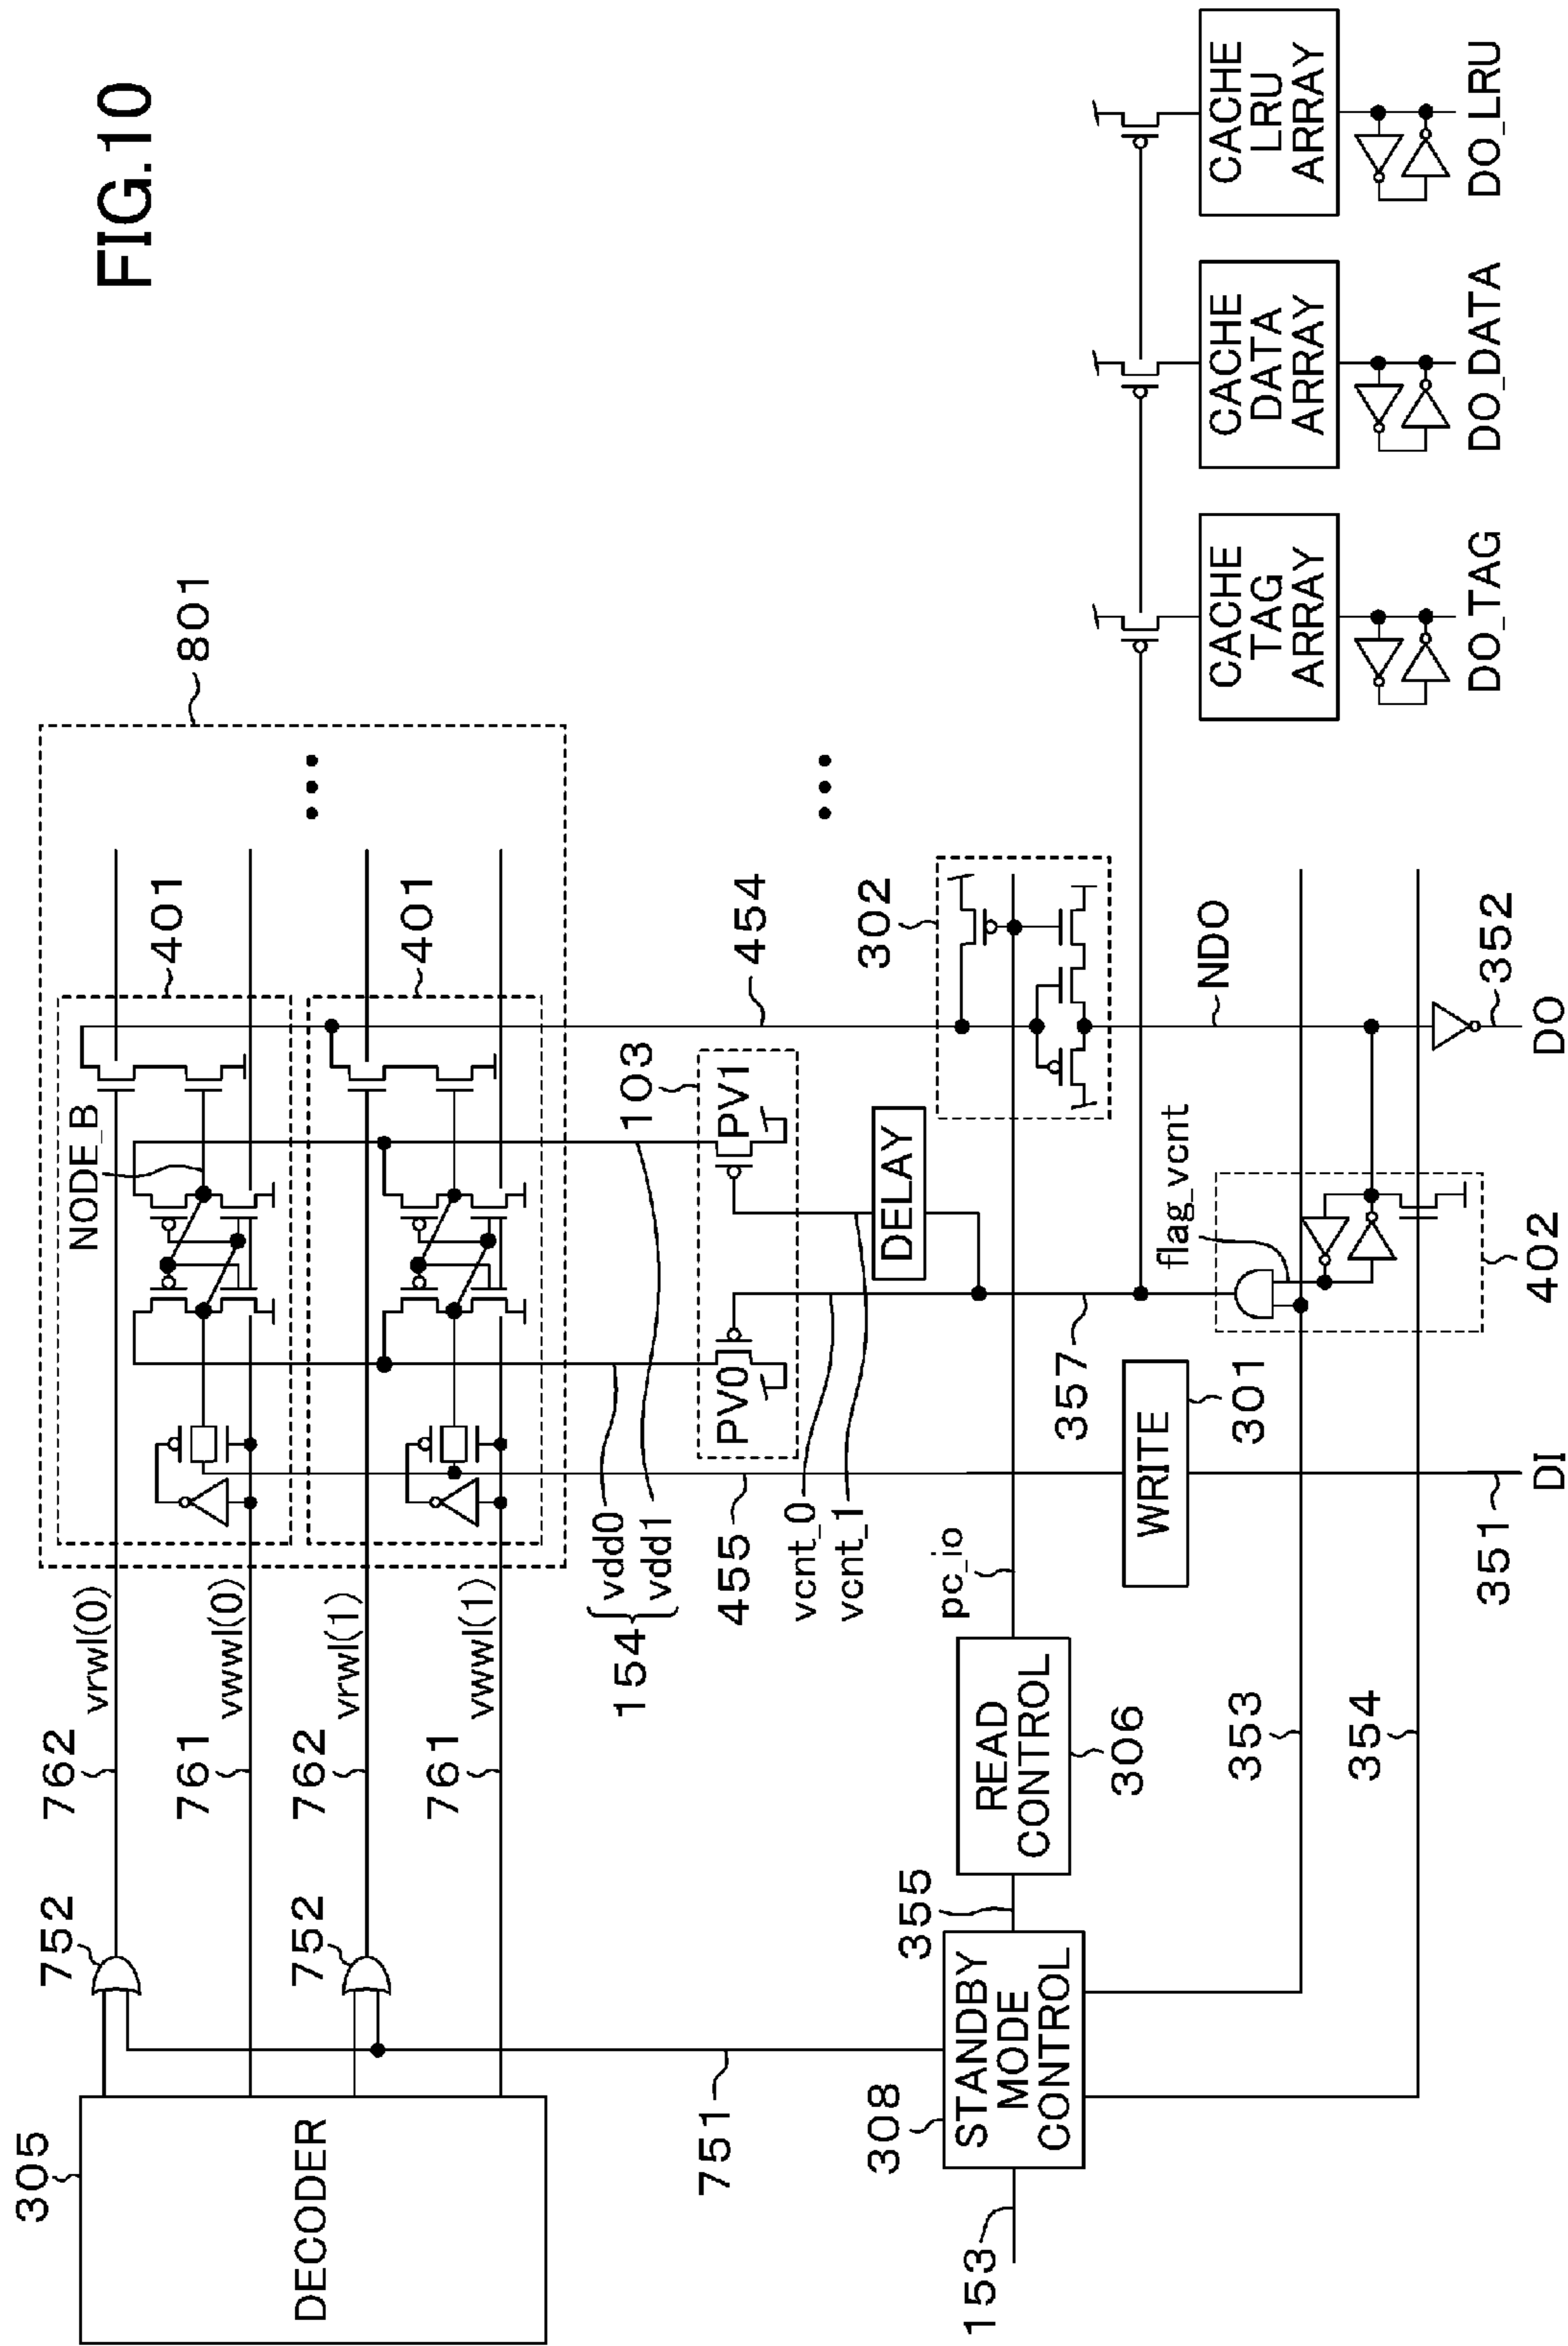 FIG.10
305
DECODER
752
752
762
vrwl(0)
761
vwwl(0)
762
vrwl(1)
761
vwwl(1)
NODE_B
401
401
801
751
154
vdd0
vdd1
455
454
103
PV0
PV1
vcnt_0
vcnt_1
DELAY
302
153
308
STANDBY
MODE
CONTROL
355
READ
CONTROL
306
pc_io
357
WRITE
301
flag_vcnt
402
NDO
353
354
351
DI
352
DO
CACHE
TAG
ARRAY
DO_TAG
CACHE
DATA
ARRAY
DO_DATA
CACHE
LRU
ARRAY
DO_LRU